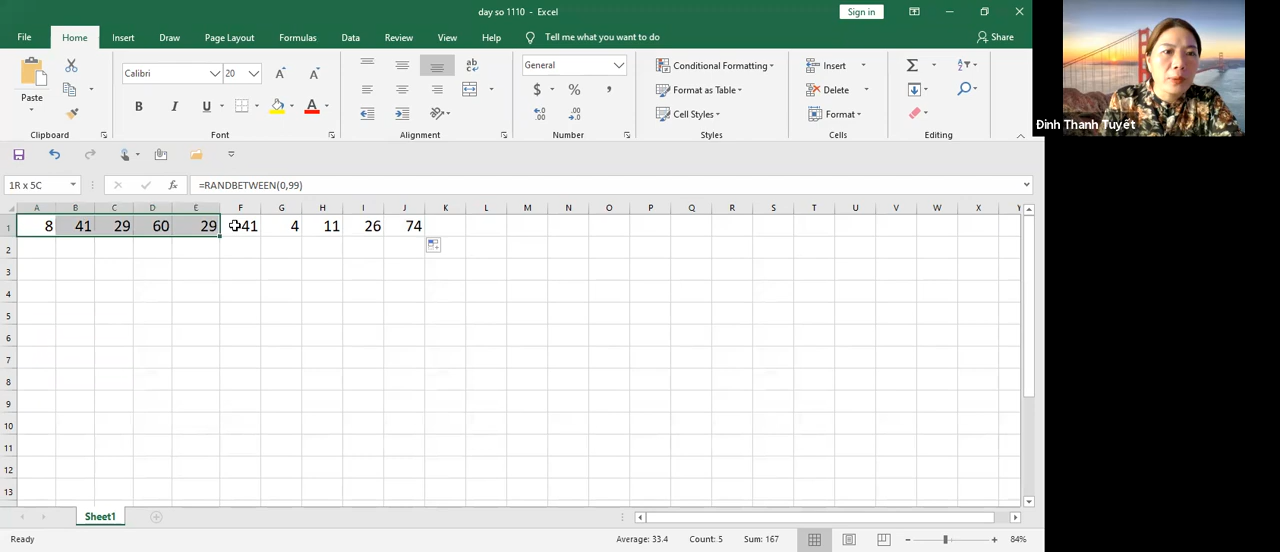 day so 1110 - Excel
Sign in
File Home Insert Draw Page Layout Formulas Data Review View Help Tell me what you want to do Share
Paste
Calibri 20
B I U
General
$ % ,
Conditional Formatting
Format as Table
Cell Styles
Insert
Delete
Format
Clipboard Font Alignment Number Styles Cells Editing
1R x 5C fx =RANDBETWEEN(0,99)
A B C D E F G H I J K L M N O P Q R S T U V W X Y
1 8 41 29 60 29 41 4 11 26 74
2
3
4
5
6
7
8
9
10
11
12
13
Sheet1
Ready Average: 33.4 Count: 5 Sum: 167 84%
Đinh Thanh Tuyết